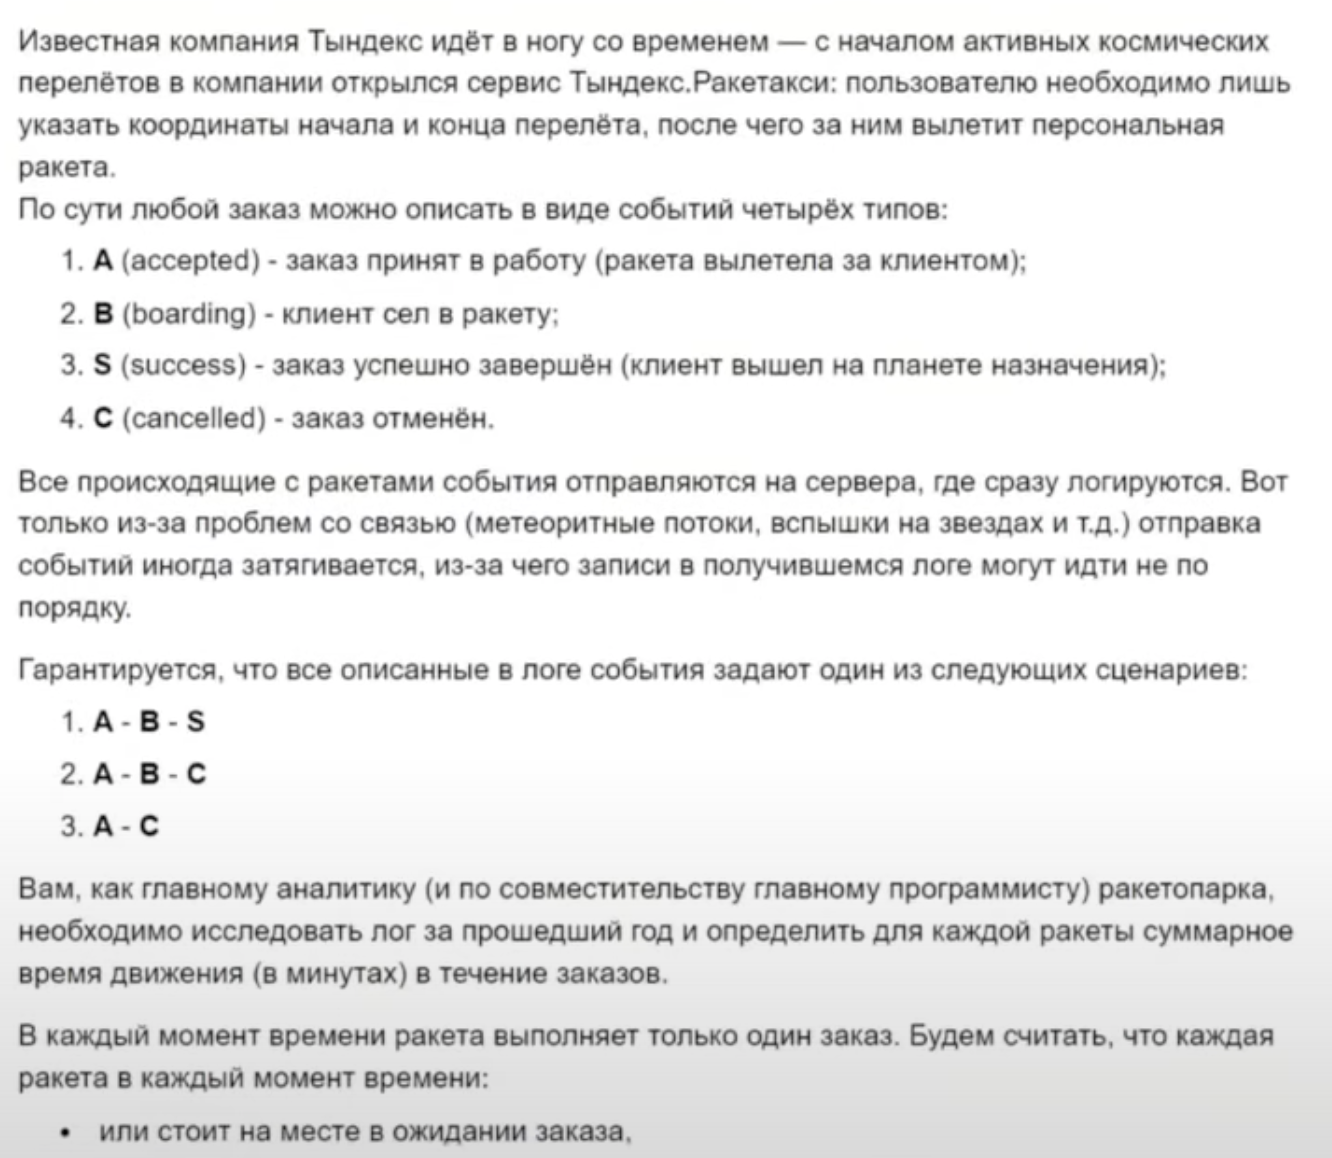 Известная компания Тындекс идёт в ногу со временем — с началом активных космических
перелётов в компании открылся сервис Тындекс.Ракетакси: пользователю необходимо лишь
указать координаты начала и конца перелёта, после чего за ним вылетит персональная
ракета.
По сути любой заказ можно описать в виде событий четырёх типов:
1. A (accepted) - заказ принят в работу (ракета вылетела за клиентом);
2. B (boarding) - клиент сел в ракету;
3. S (success) - заказ успешно завершён (клиент вышел на планете назначения);
4. C (cancelled) - заказ отменён.
Все происходящие с ракетами события отправляются на сервера, где сразу логируются. Вот
только из-за проблем со связью (метеоритные потоки, вспышки на звездах и т.д.) отправка
событий иногда затягивается, из-за чего записи в получившемся логе могут идти не по
порядку.
Гарантируется, что все описанные в логе события задают один из следующих сценариев:
1. A - B - S
2. A - B - C
3. A - C
Вам, как главному аналитику (и по совместительству главному программисту) ракетопарка,
необходимо исследовать лог за прошедший год и определить для каждой ракеты суммарное
время движения (в минутах) в течение заказов.
В каждый момент времени ракета выполняет только один заказ. Будем считать, что каждая
ракета в каждый момент времени:
• или стоит на месте в ожидании заказа,